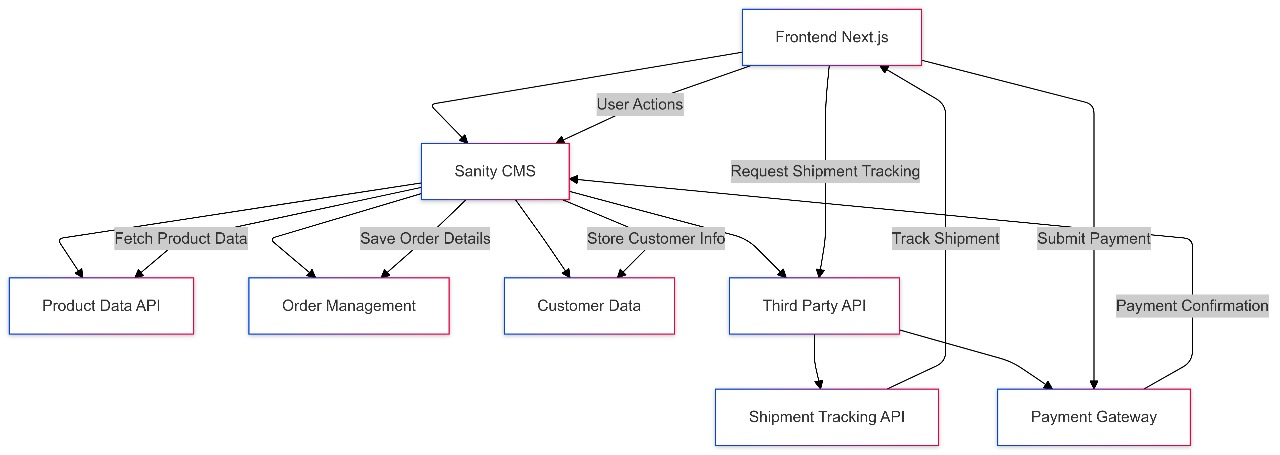 Frontend Next.js
User Actions
Sanity CMS
Request Shipment Tracking
Fetch Product Data
Save Order Details
Store Customer Info
Track Shipment
Submit Payment
Product Data API
Order Management
Customer Data
Third Party API
Payment Confirmation
Shipment Tracking API
Payment Gateway